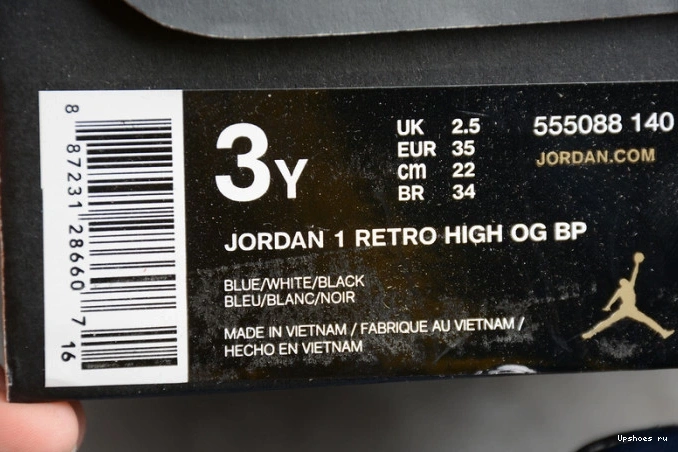 8 87231 28660 7 16
3Y
UK 2.5
EUR 35
cm 22
BR 34
555088 140
JORDAN.COM
JORDAN 1 RETRO HIGH OG BP
BLUE/WHITE/BLACK
BLEU/BLANC/NOIR
MADE IN VIETNAM / FABRIQUE AU VIETNAM /
HECHO EN VIETNAM
Upshoes ru